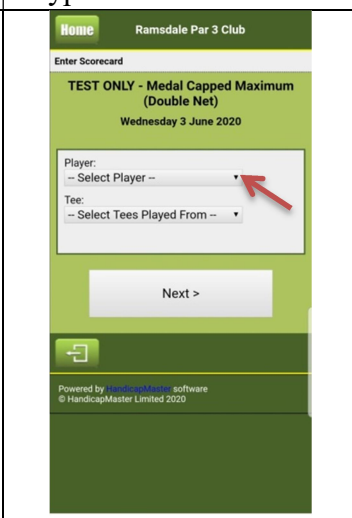 Home
Ramsdale Par 3 Club
Enter Scorecard
TEST ONLY - Medal Capped Maximum
(Double Net)
Wednesday 3 June 2020
Player:
-- Select Player --
Tee:
-- Select Tees Played From --
Next >
Powered by HandicapMaster software
© HandicapMaster Limited 2020